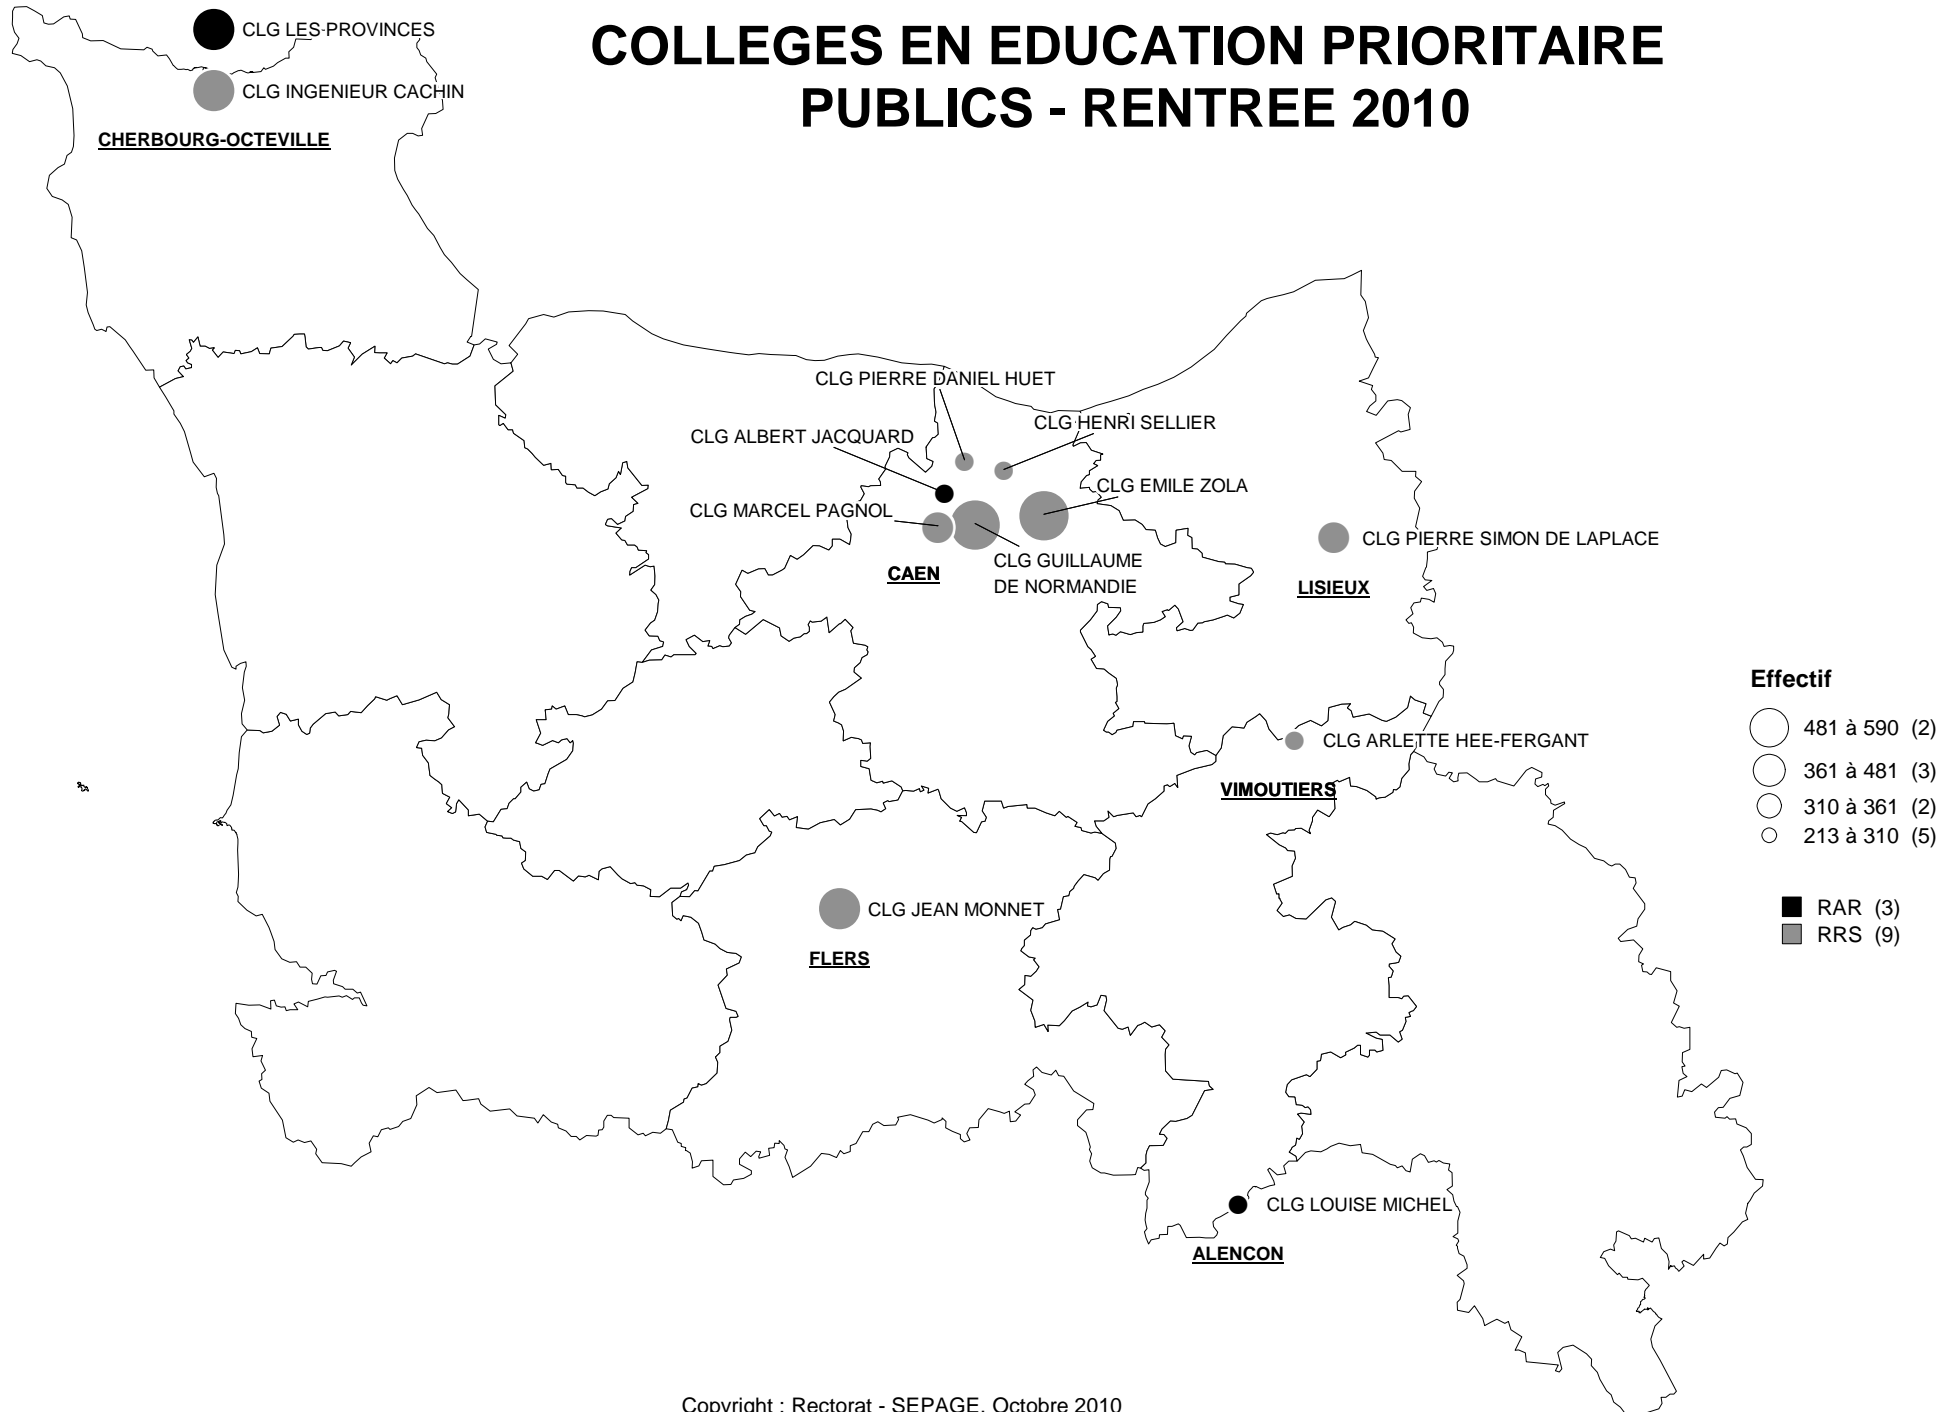 COLLEGES EN EDUCATION PRIORITAIRE
PUBLICS - RENTREE 2010
CLG LES-PROVINCES
CLG INGENIEUR CACHIN
CHERBOURG-OCTEVILLE
CLG PIERRE DANIEL HUET
CLG HENRI SELLIER
CLG ALBERT JACQUARD
CLG EMILE ZOLA
CLG MARCEL PAGNOL
CLG PIERRE SIMON DE LAPLACE
CLG GUILLAUME
DE NORMANDIE
CAEN
LISIEUX
Effectif
481 à 590 (2)
361 à 481 (3)
310 à 361 (2)
213 à 310 (5)
CLG ARLETTE HEE-FERGANT
VIMOUTIERS
RAR (3)
RRS (9)
CLG JEAN MONNET
FLERS
CLG LOUISE MICHEL
ALENCON
Copyright : Rectorat - SEPAGE, Octobre 2010